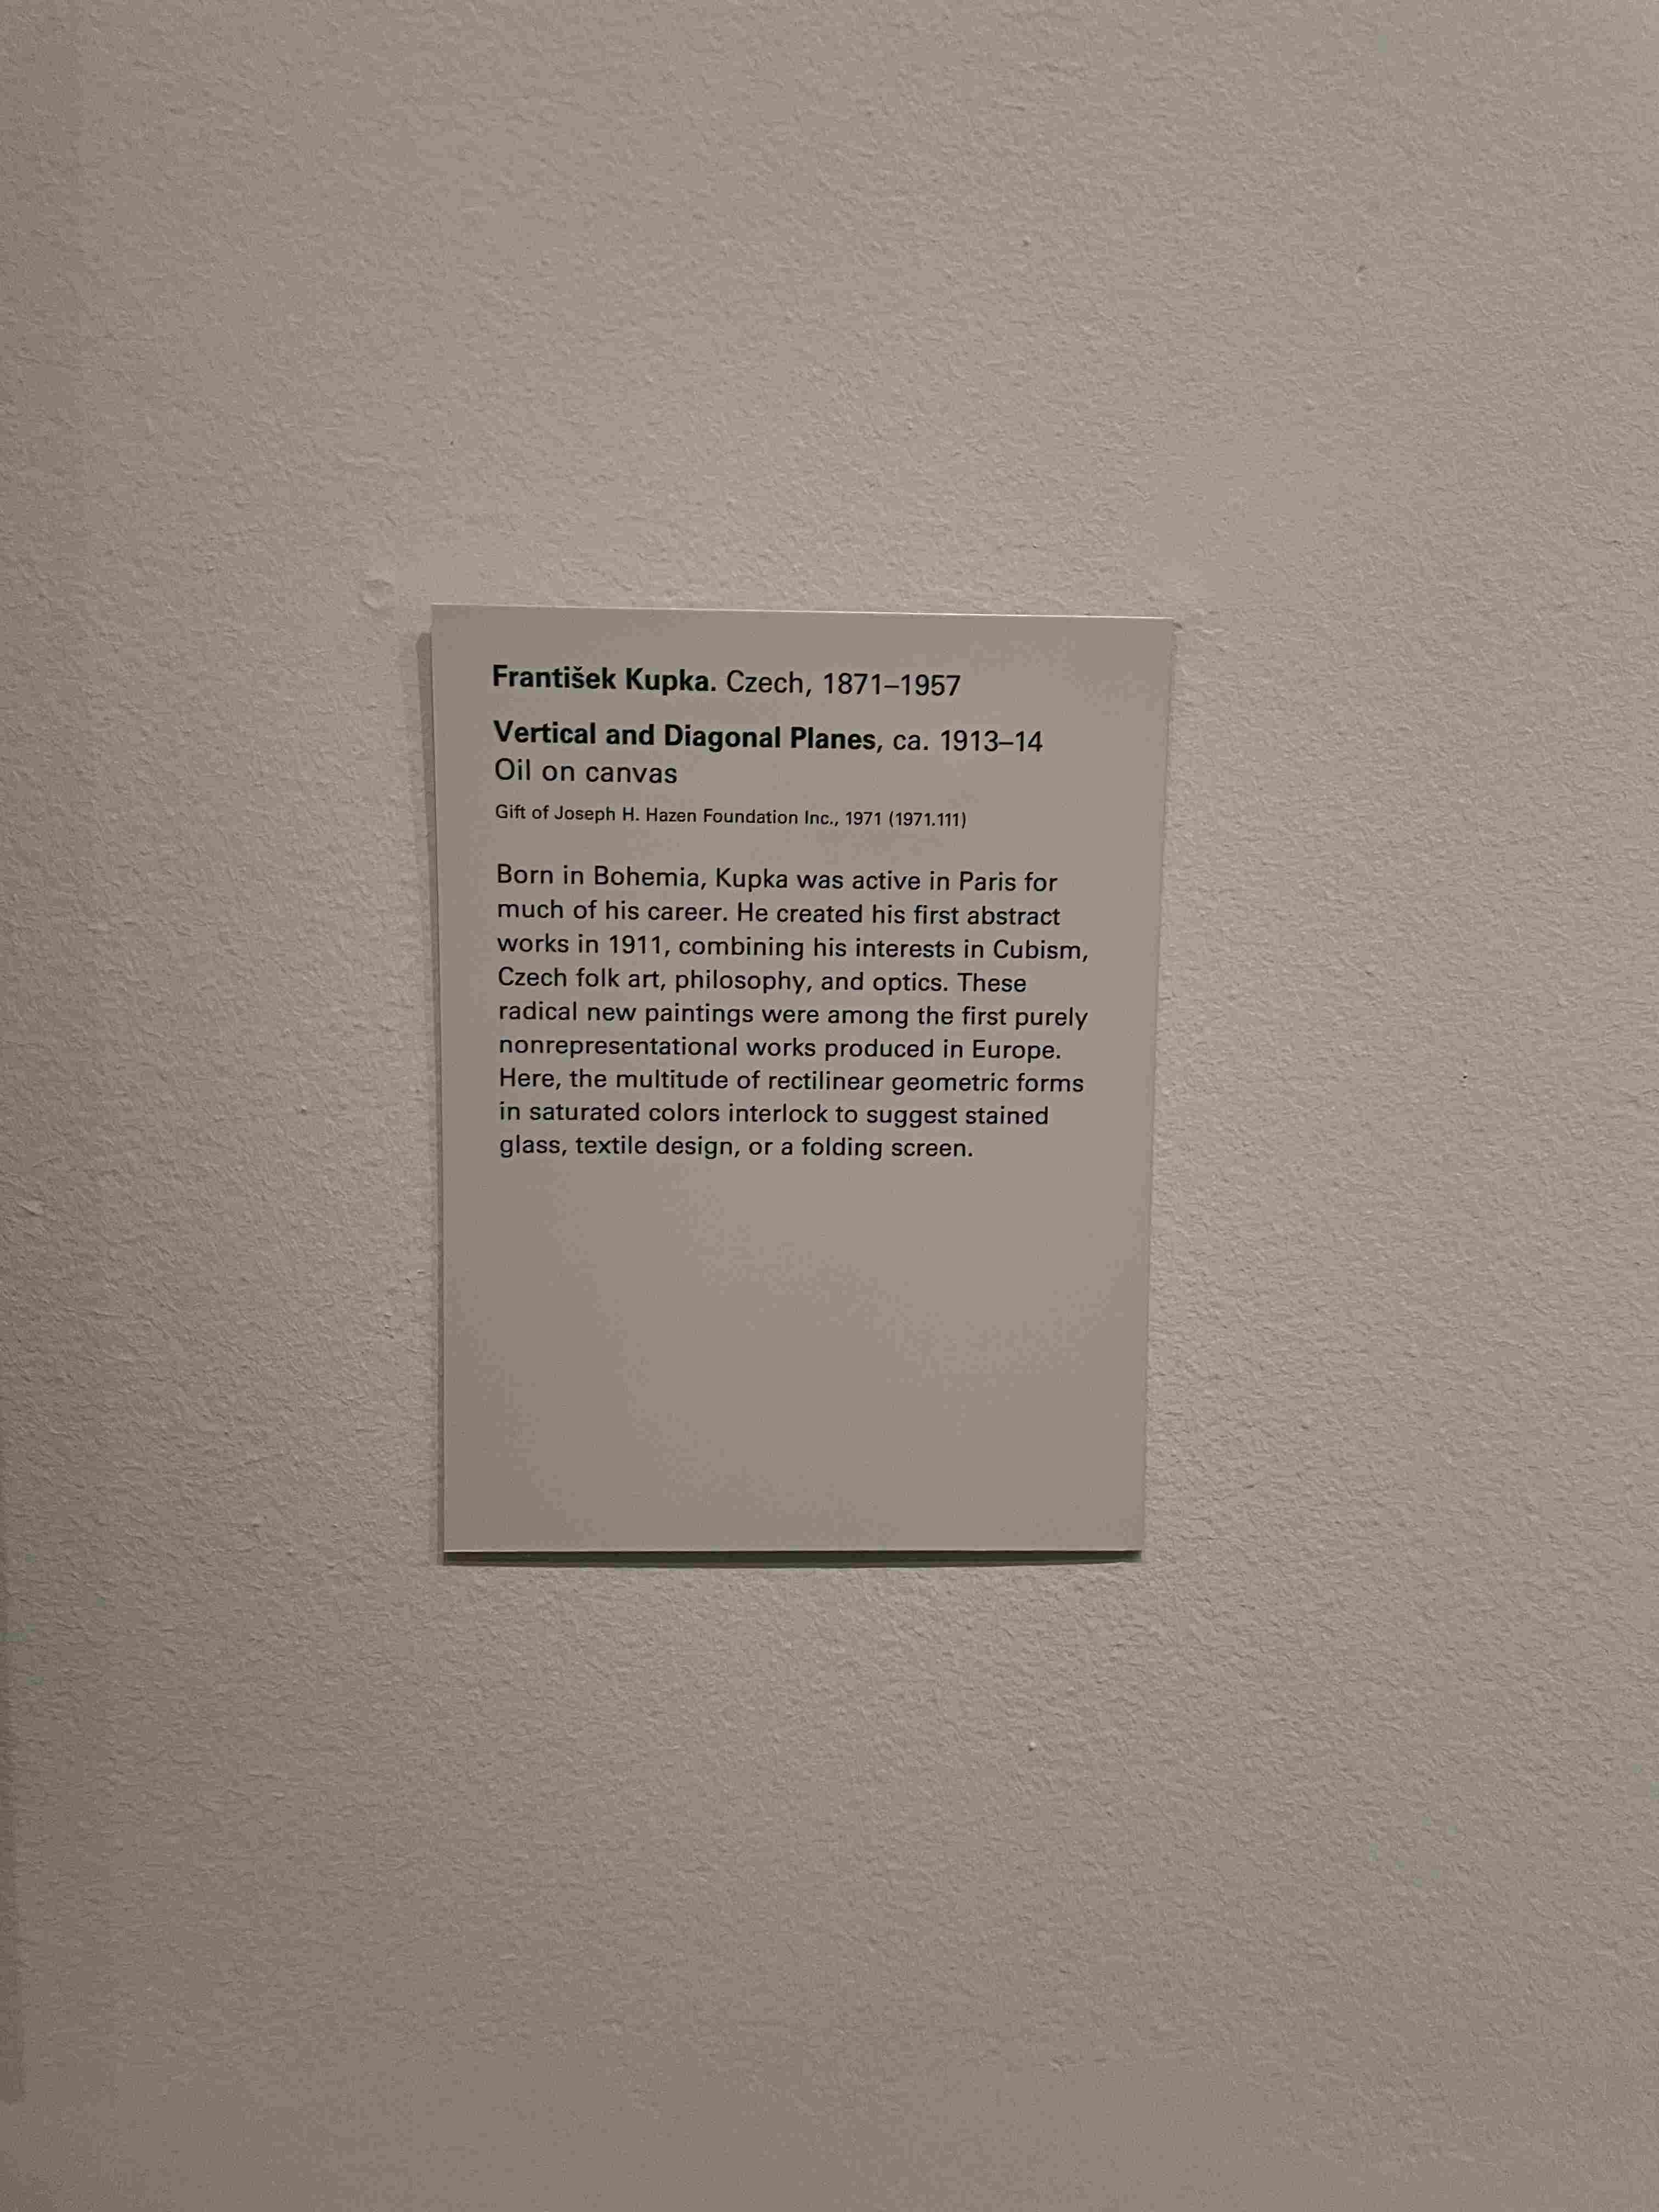 František Kupka. Czech, 1871–1957
Vertical and Diagonal Planes, ca. 1913–14
Oil on canvas
Gift of Joseph H. Hazen Foundation Inc., 1971 (1971.111)
Born in Bohemia, Kupka was active in Paris for
much of his career. He created his first abstract
works in 1911, combining his interests in Cubism,
Czech folk art, philosophy, and optics. These
radical new paintings were among the first purely
nonrepresentational works produced in Europe.
Here, the multitude of rectilinear geometric forms
in saturated colors interlock to suggest stained
glass, textile design, or a folding screen.